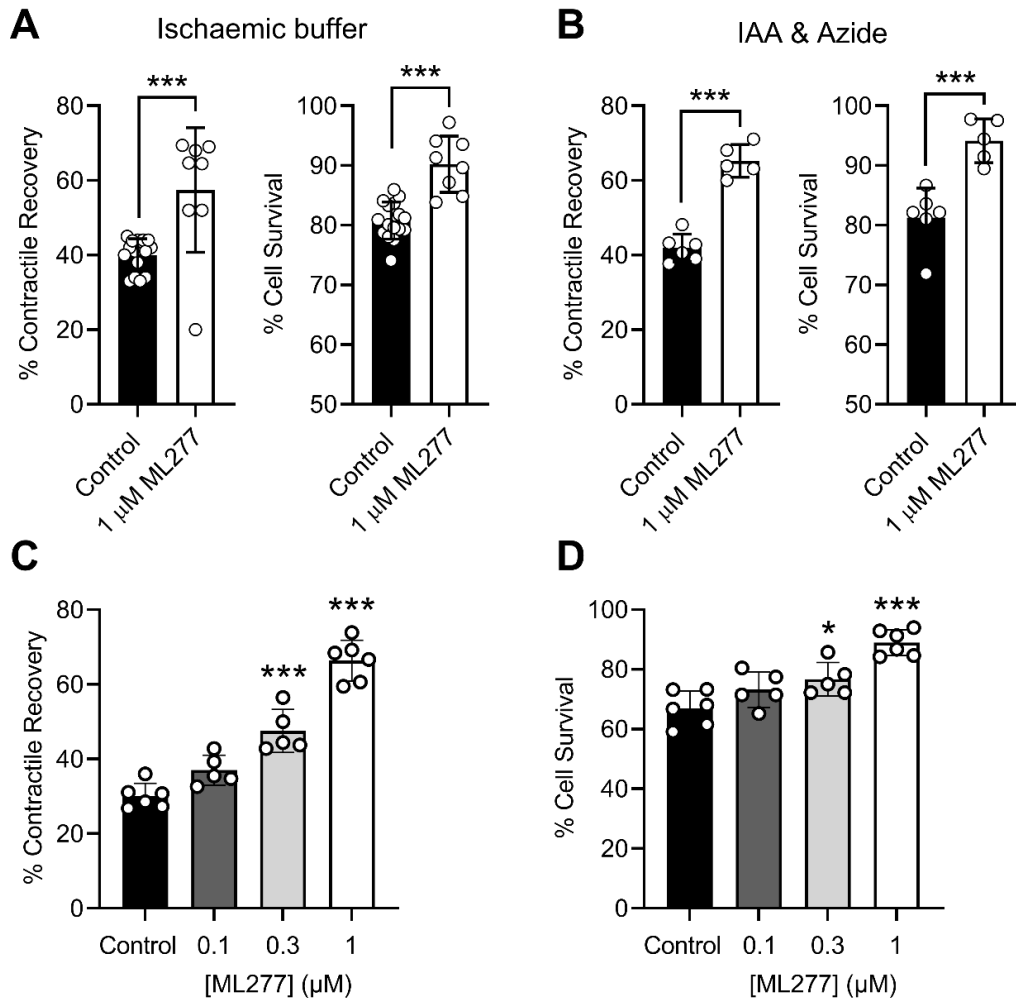 A
Ischaemic buffer
B
IAA & Azide
% Contractile Recovery
80
60
40
20
0
***
Control
1 μM ML277
% Cell Survival
100
90
80
70
60
50
***
Control
1 μM ML277
% Contractile Recovery
80
60
40
20
0
***
Control
1 μM ML277
% Cell Survival
100
90
80
70
60
50
***
Control
1 μM ML277
C
% Contractile Recovery
80
60
40
20
0
***
***
Control 0.1 0.3 1
[ML277] (μM)
D
% Cell Survival
100
80
60
40
20
0
*
***
Control 0.1 0.3 1
[ML277] (μM)